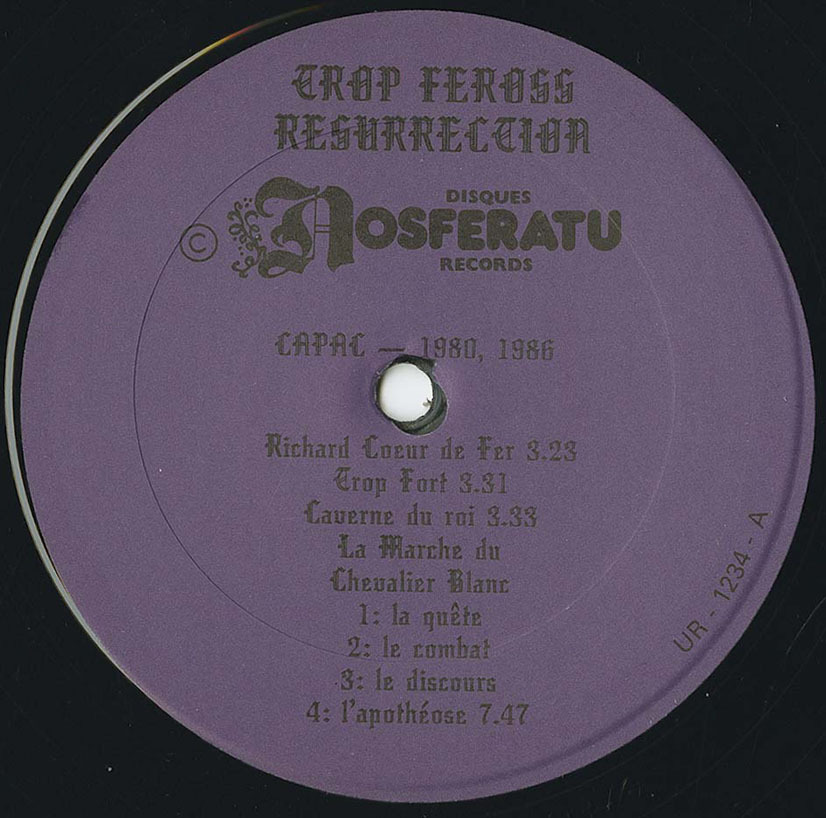 TROP FEROSS
RESURRECTION
DISQUES
© NOSFERATU
RECORDS
CAPAC — 1980, 1986
Richard Coeur de Fer 3.23
Trop Fort 3.31
Caverne du roi 3.33
La Marche du
Chevalier Blanc
1: la quête
2: le combat
3: le discours
4: l'apothéose 7.47
UR - 1234 - A